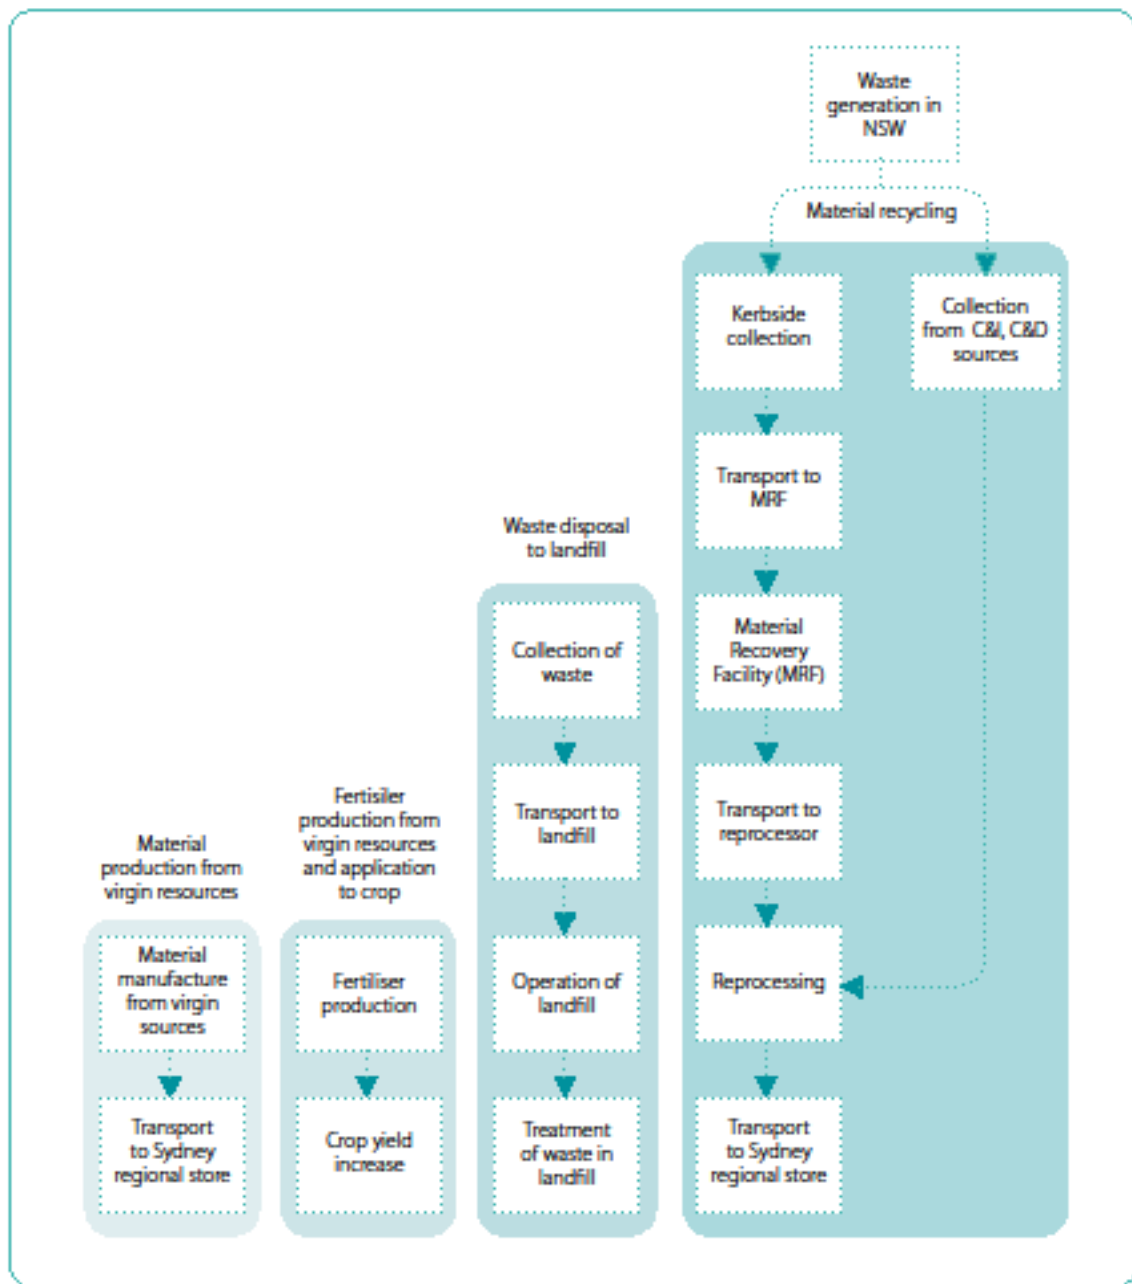 Waste
generation in
NSW
Material recycling
Kerbside
collection
Collection
from C&I, C&D
sources
Transport to
MRF
Waste disposal
to landfill
Collection of
waste
Material
Recovery
Facility (MRF)
Transport to
landfill
Transport to
reprocessor
Fertisiler
production from
virgin resources
and application
to crop
Material
production from
virgin resources
Material
manufacture
from virgin
sources
Fertiliser
production
Operation of
landfill
Reprocessing
Transport
to Sydney
regional store
Crop yield
increase
Treatment
of waste in
landfill
Transport
to Sydney
regional store